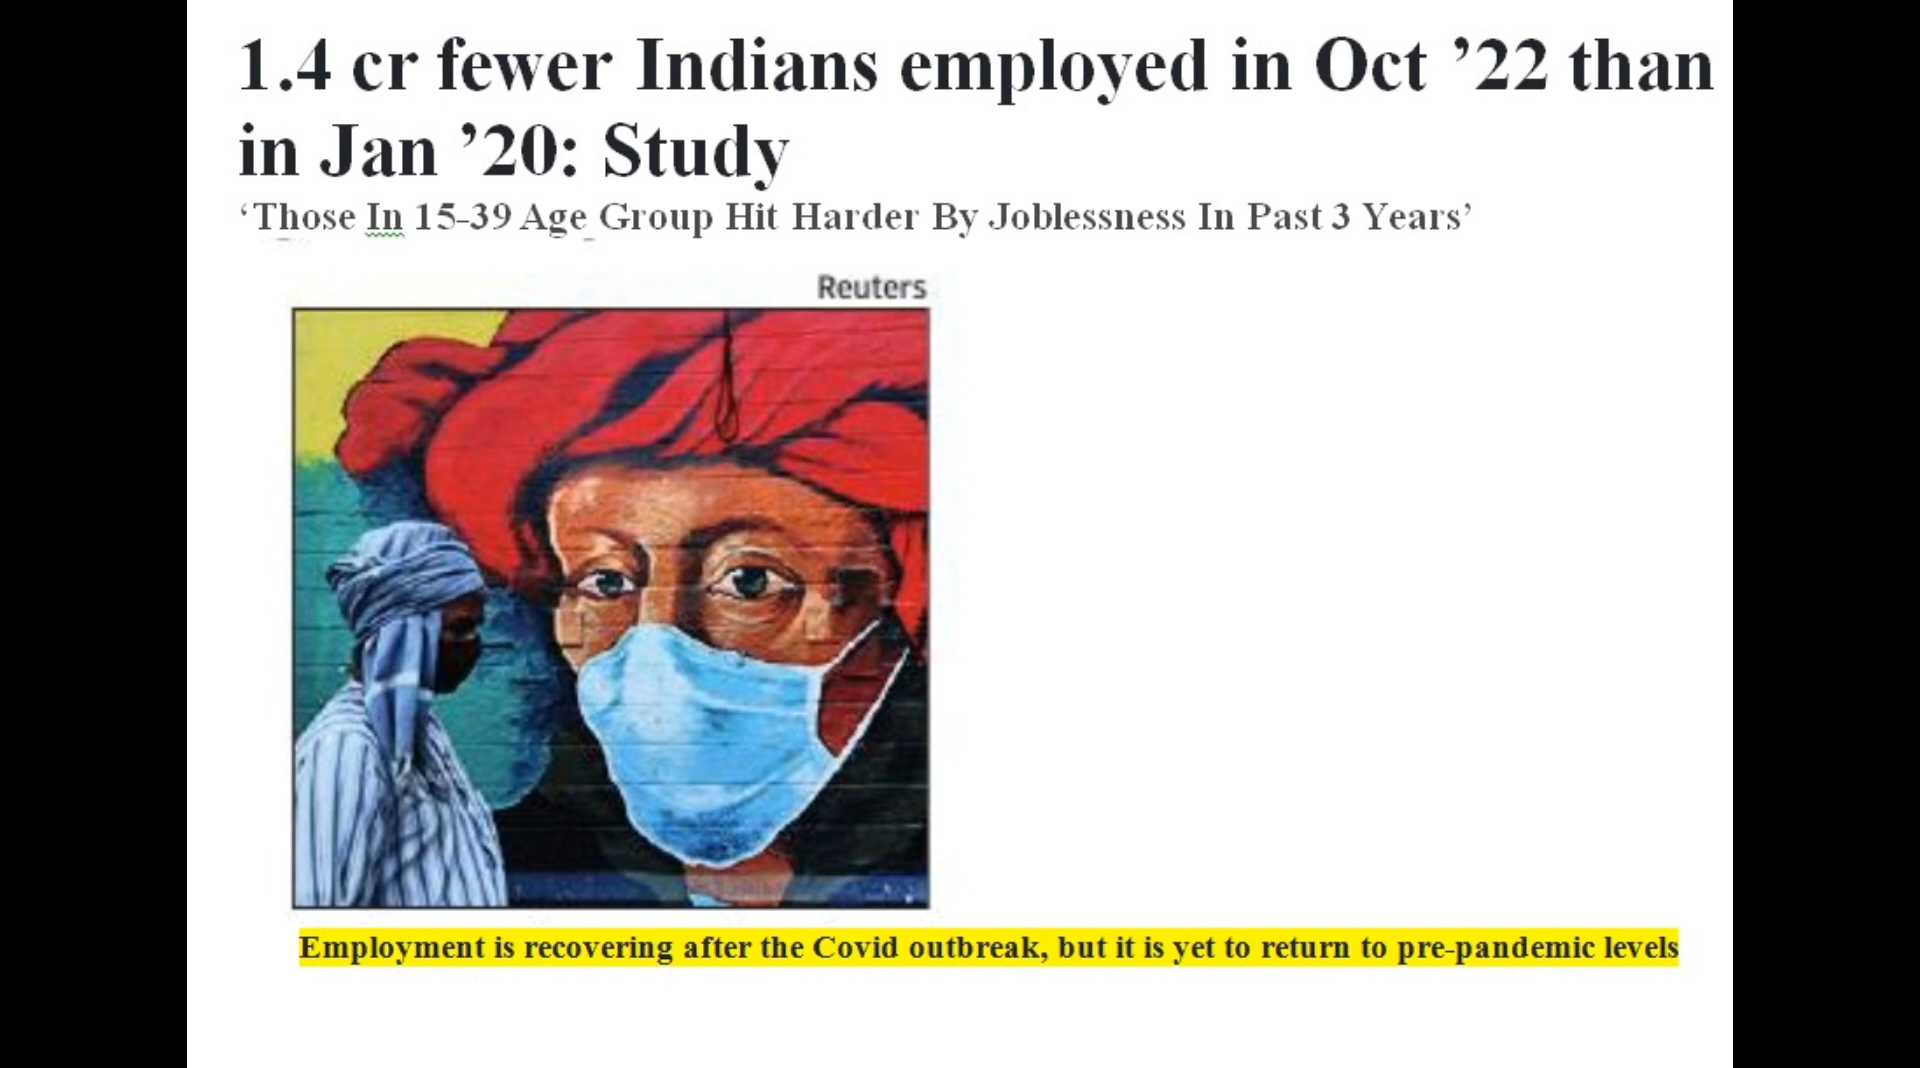 1.4 cr fewer Indians employed in Oct ’22 than
in Jan ’20: Study
‘Those In 15-39 Age Group Hit Harder By Joblessness In Past 3 Years’
Reuters
Employment is recovering after the Covid outbreak, but it is yet to return to pre-pandemic levels